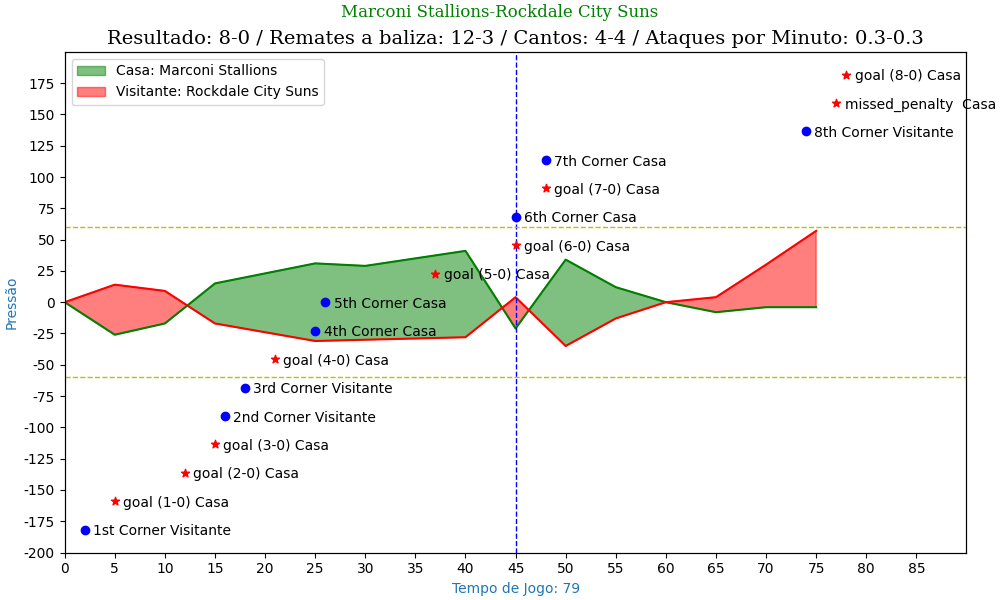 Marconi Stallions-Rockdale City Suns
Resultado: 8-0 / Remates a baliza: 12-3 / Cantos: 4-4 / Ataques por Minuto: 0.3-0.3
Casa: Marconi Stallions
Visitante: Rockdale City Suns
goal (8-0) Casa
missed_penalty  Casa
8th Corner Visitante
7th Corner Casa
goal (7-0) Casa
6th Corner Casa
goal (6-0) Casa
goal (5-0) Casa
5th Corner Casa
4th Corner Casa
goal (4-0) Casa
3rd Corner Visitante
2nd Corner Visitante
goal (3-0) Casa
goal (2-0) Casa
goal (1-0) Casa
1st Corner Visitante
Pressão
175
150
125
100
75
50
25
0
-25
-50
-75
-100
-125
-150
-175
-200
0 5 10 15 20 25 30 35 40 45 50 55 60 65 70 75 80 85
Tempo de Jogo: 79